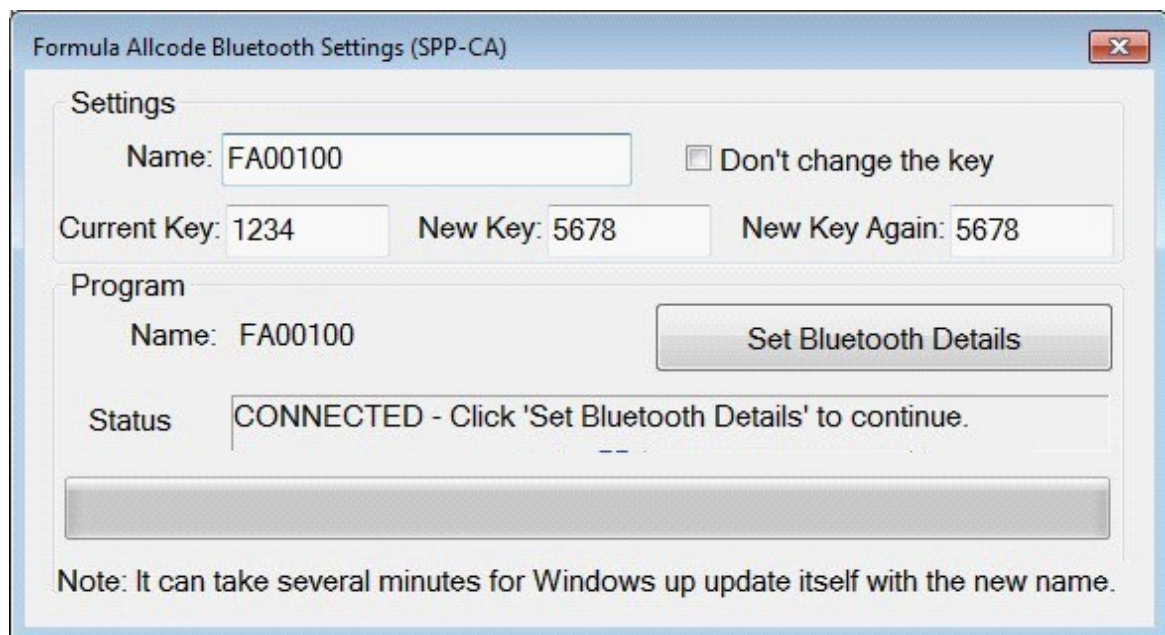 Formula Allcode Bluetooth Settings (SPP-CA)
Settings
Name: FA00100 Don't change the key
Current Key: 1234 New Key: 5678 New Key Again: 5678
Program
Name: FA00100 Set Bluetooth Details
Status CONNECTED - Click 'Set Bluetooth Details' to continue.
Note: It can take several minutes for Windows up update itself with the new name.